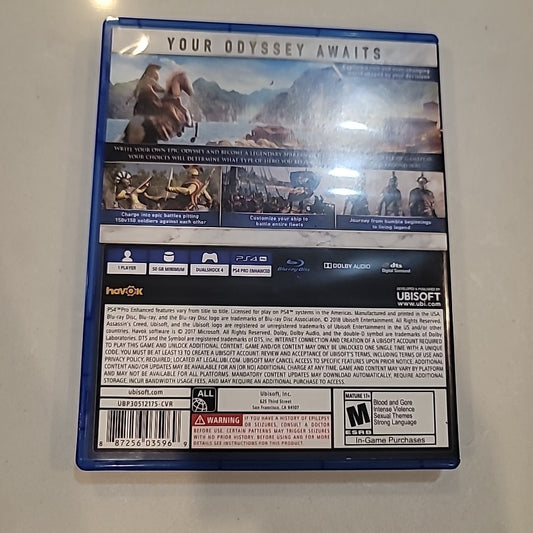 YOUR ODYSSEY AWAITS
WRITE YOUR OWN EPIC ODYSSEY AND BECOME A LEGENDARY
YOUR CHOICES WILL DETERMINE WHAT TYPE OF HERO YOU
Charge into epic battles pitting
150v150 soldiers against each other
Customize your ship to
battle entire fleets
Journey from humble beginnings
to living legend
1 PLAYER
50 GB MINIMUM
DUALSHOCK 4
PS4 PRO
PS4 PRO ENHANCED
Blu-ray Disc
DOLBY AUDIO
dts
Digital Surround
havok
UBISOFT
www.ubi.com
PS4™Pro Enhanced features vary from title to title. Licensed for play on PS4™ systems in the Americas. Manufactured and printed in the USA.
Blu-ray Disc, Blu-ray, and the Blu-ray Disc logo are trademarks of Blu-ray Disc Association. © 2018 Ubisoft Entertainment. All Rights Reserved.
Assassin's Creed, Ubisoft, and the Ubisoft logo are registered or unregistered trademarks of Ubisoft Entertainment in the US and/or other
countries. Havok software is © 2017 Microsoft. All Rights Reserved. Dolby, Dolby Audio, and the double-D symbol are trademarks of Dolby
Laboratories. DTS and the Symbol are registered trademarks of DTS, Inc. INTERNET CONNECTION AND CREATION OF A UBISOFT ACCOUNT REQUIRED
TO PLAY THIS GAME AND UNLOCK ADDITIONAL CONTENT. GAME AND/OR CONTENT MAY ONLY BE UNLOCKED ONE SINGLE TIME WITH A UNIQUE
CODE. YOU MUST BE AT LEAST 13 TO CREATE A UBISOFT ACCOUNT. REVIEW AND ACCEPTANCE OF UBISOFT'S TERMS, INCLUDING TERMS OF USE AND
PRIVACY POLICY, REQUIRED; LOCATED AT LEGAL.UBI.COM. UBISOFT MAY CANCEL ACCESS TO SPECIFIC FEATURES UPON PRIOR NOTICE. ADDITIONAL
CONTENT AND/OR UPDATES MAY BE AVAILABLE FOR AN (OR NO) ADDITIONAL CHARGE AT ANY TIME. GAME AND CONTENT MAY VARY BY PLATFORM
AND MAY NOT BE AVAILABLE ON ALL PLATFORMS. MANDATORY CONTENT UPDATES MAY DOWNLOAD AUTOMATICALLY, REQUIRE ADDITIONAL
STORAGE, INCUR BANDWIDTH USAGE FEES, AND MAY REQUIRE AN ADDITIONAL PURCHASE TO ACCESS.
ubisoft.com
UBP30512175-CVR
8 87256 03596 9
ALL
Ubisoft, Inc.
625 Third Street
San Francisco, CA 94107
WARNING
IF YOU HAVE A HISTORY OF EPILEPSY
OR SEIZURES, CONSULT A DOCTOR
BEFORE USE. CERTAIN PATTERNS MAY TRIGGER SEIZURES
WITH NO PRIOR HISTORY. BEFORE USING AND FOR MORE
DETAILS SEE INSTRUCTIONS FOR THIS PRODUCT.
MATURE 17+
M
ESRB
Blood and Gore
Intense Violence
Sexual Themes
Strong Language
In-Game Purchases